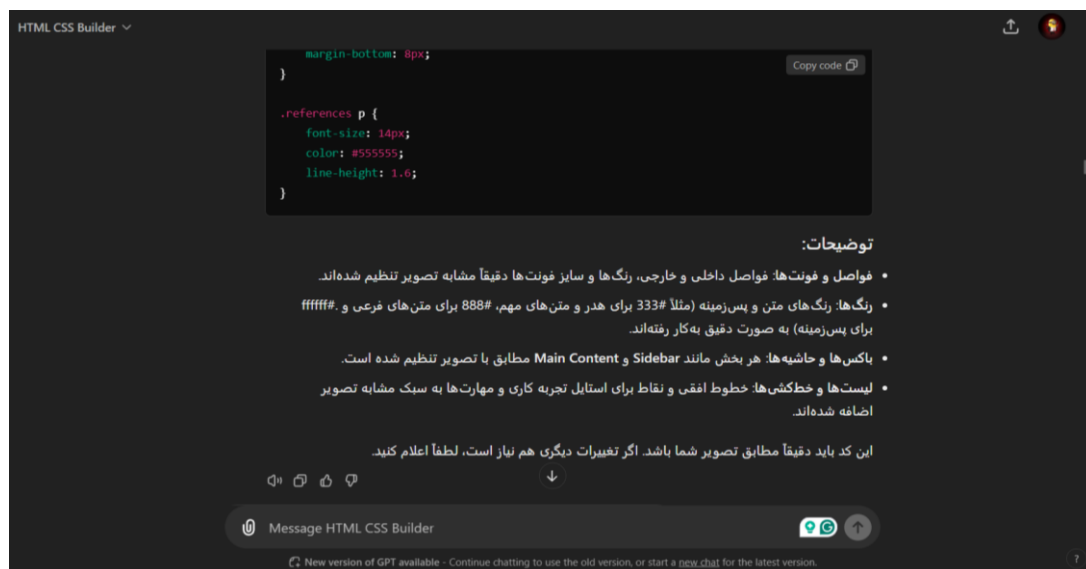 HTML CSS Builder
margin-bottom: 8px;
}
Copy code
.references p {
font-size: 14px;
color: #555555;
line-height: 1.6;
}
توضیحات:
فواصل و فونت‌ها: فواصل داخلی و خارجی، رنگ‌ها و سایز فونت‌ها دقیقاً مشابه تصویر تنظیم شده‌اند.
رنگ‌ها: رنگ‌های متن و پس‌زمینه (مثلاً #333 برای هدر و متن‌های مهم، #888 برای متن‌های فرعی و .#ffffff
برای پس‌زمینه) به صورت دقیق به‌کار رفته‌اند.
باکس‌ها و حاشیه‌ها: هر بخش مانند Sidebar و Main Content مطابق با تصویر تنظیم شده است.
لیست‌ها و خط‌کشی‌ها: خطوط افقی و نقاط برای استایل تجربه کاری و مهارت‌ها به سبک مشابه تصویر
اضافه شده‌اند.
این کد باید دقیقاً مطابق تصویر شما باشد. اگر تغییرات دیگری هم نیاز است، لطفاً اعلام کنید.
Message HTML CSS Builder
New version of GPT available - Continue chatting to use the old version, or start a new chat for the latest version.
?